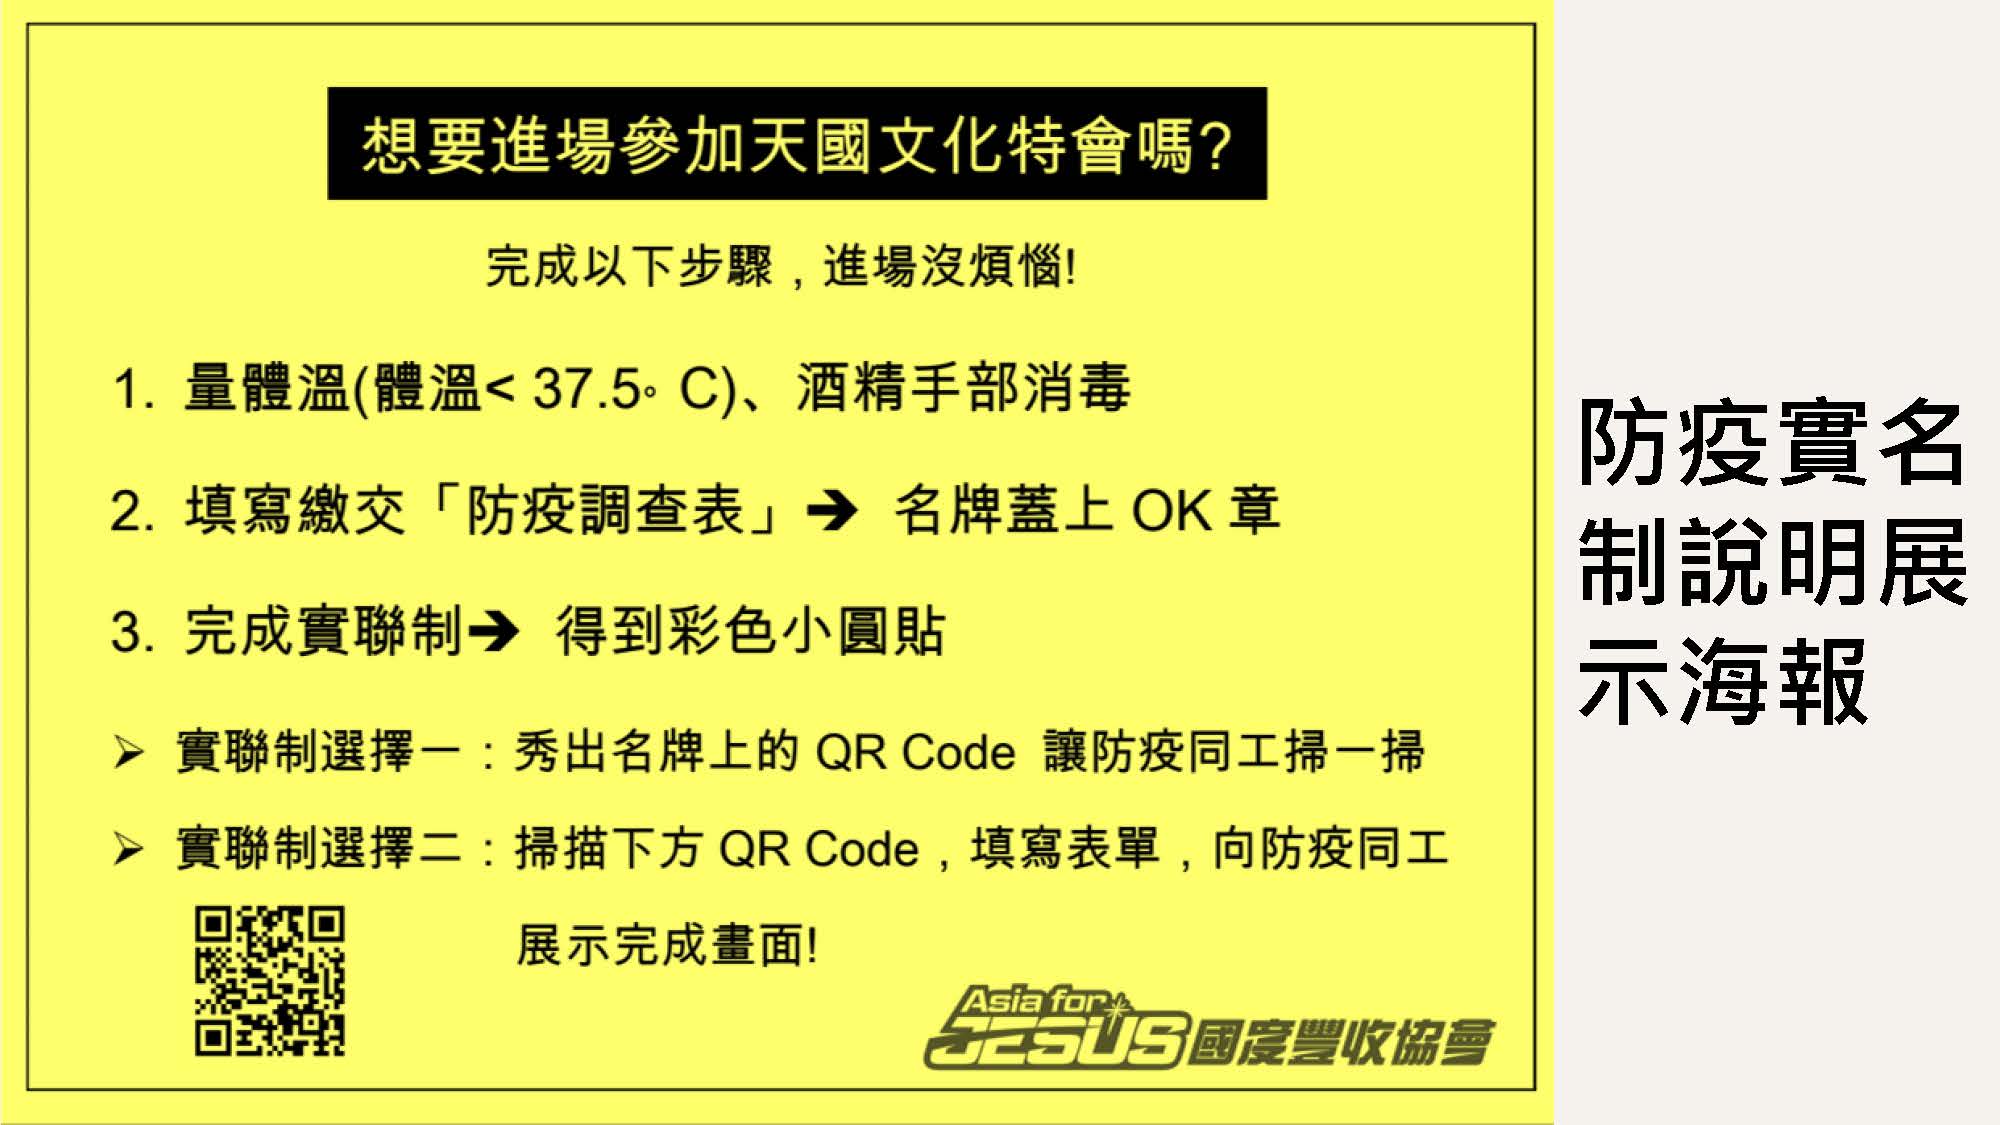 想要進場參加天國文化特會嗎?
完成以下步驟，進場沒煩惱!
1. 量體溫(體溫< 37.5。C)、酒精手部消毒
2. 填寫繳交「防疫調查表」➔ 名牌蓋上 OK 章
3. 完成實聯制➔ 得到彩色小圓貼
➢ 實聯制選擇一：秀出名牌上的 QR Code 讓防疫同工掃一掃
➢ 實聯制選擇二：掃描下方 QR Code，填寫表單，向防疫同工
展示完成畫面!
Asia for
JESUS 國度豐收協會
防疫實名
制說明展
示海報